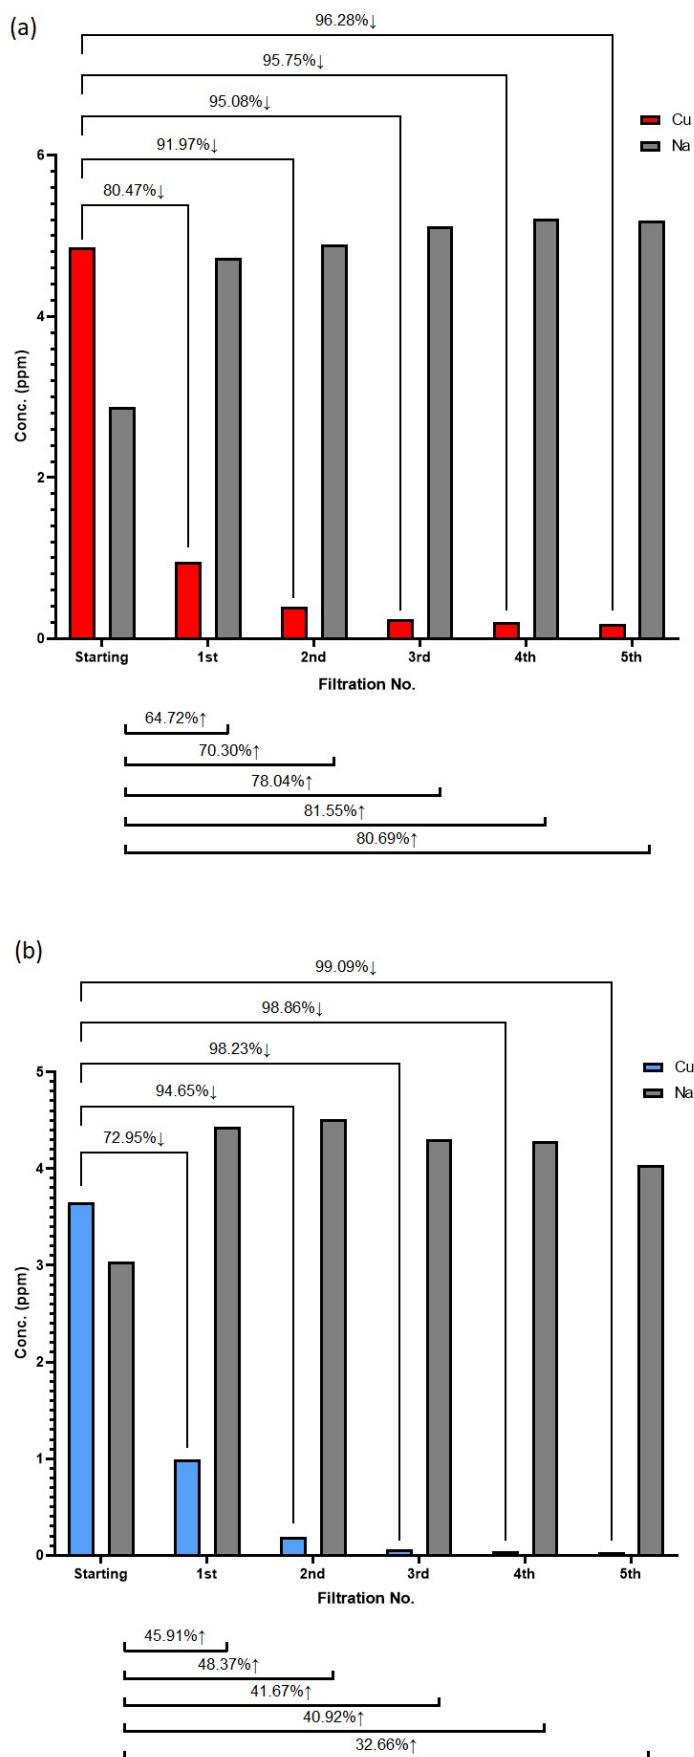 (a)
96.28%↓
95.75%↓
95.08%↓
91.97%↓
80.47%↓
Cu
Na
6
4
2
0
Conc. (ppm)
Starting 1st 2nd 3rd 4th 5th
Filtration No.
64.72%↑
70.30%↑
78.04%↑
81.55%↑
80.69%↑
(b)
99.09%↓
98.86%↓
98.23%↓
94.65%↓
72.95%↓
Cu
Na
5
4
3
2
1
0
Conc. (ppm)
Starting 1st 2nd 3rd 4th 5th
Filtration No.
45.91%↑
48.37%↑
41.67%↑
40.92%↑
32.66%↑